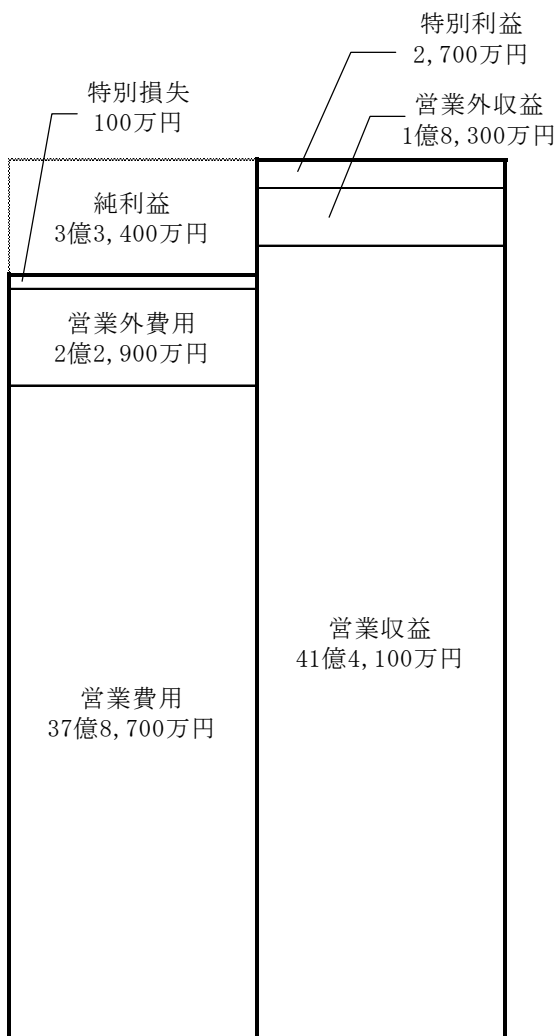 特別利益
2,700万円
特別損失
100万円
営業外収益
1億8,300万円
純利益
3億3,400万円
営業外費用
2億2,900万円
営業収益
41億4,100万円
営業費用
37億8,700万円